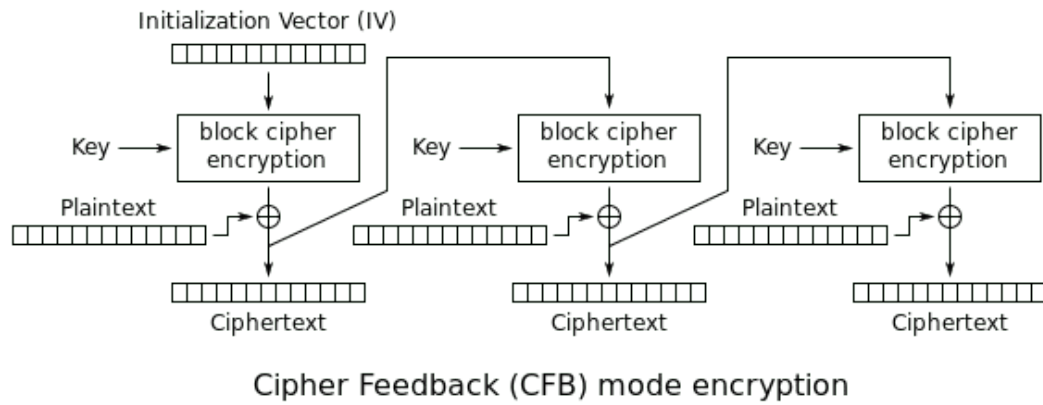 Initialization Vector (IV)
Key
block cipher
encryption
Key
block cipher
encryption
Key
block cipher
encryption
Plaintext
Plaintext
Plaintext
Ciphertext
Ciphertext
Ciphertext
Cipher Feedback (CFB) mode encryption